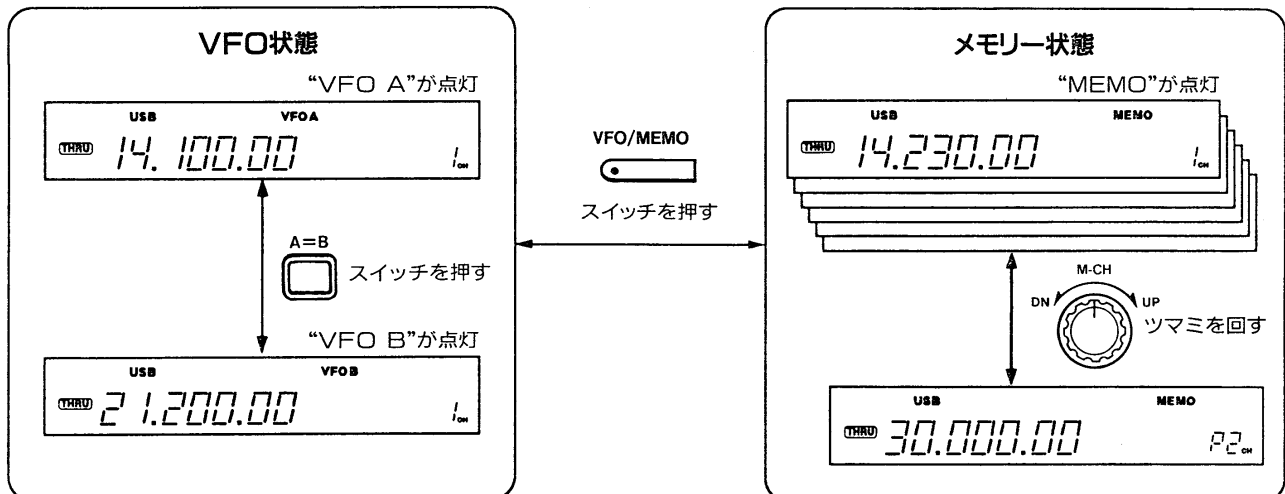 VFO状態
“VFO A”が点灯
USB VFO A
THRU 14.100.00 1CH
A=B
スイッチを押す
“VFO B”が点灯
USB VFO B
THRU 21.200.00 1CH
VFO/MEMO
スイッチを押す
メモリー状態
“MEMO”が点灯
USB MEMO
THRU 14.230.00 1CH
M-CH
DN UP
ツマミを回す
USB MEMO
THRU 30.000.00 P2CH